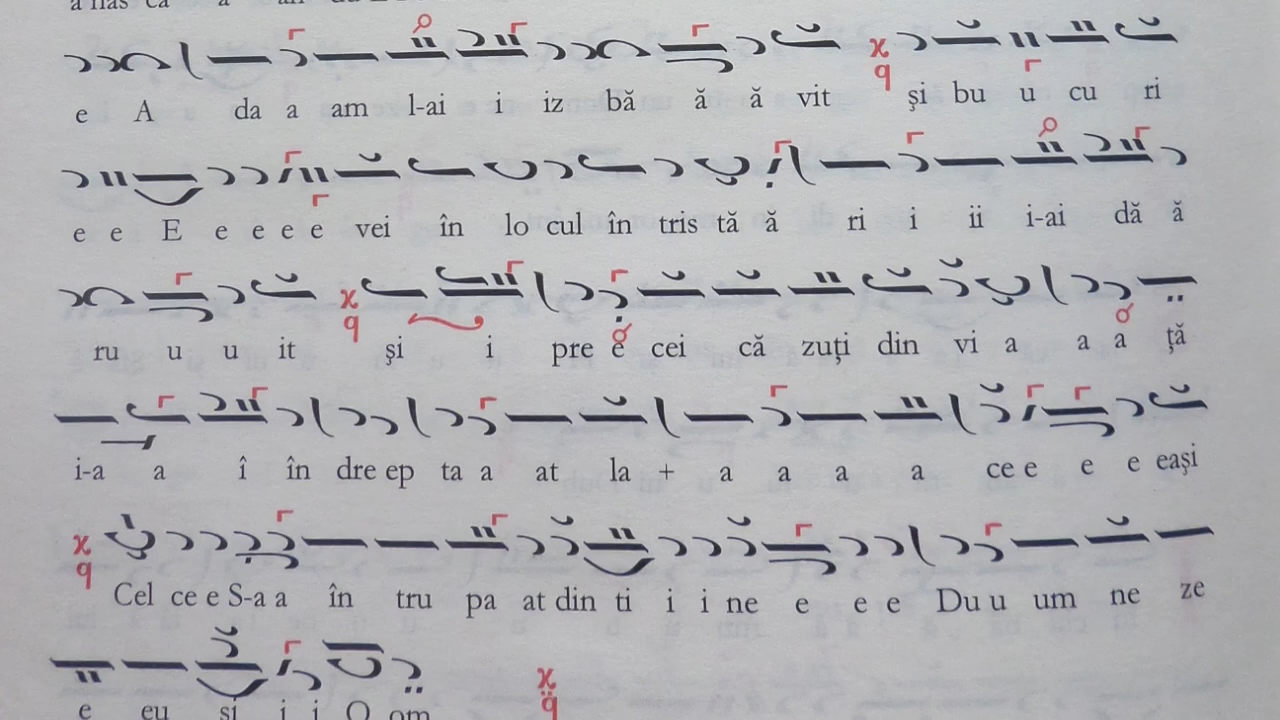 a năs ca a
e A da a am l-ai i iz bă ă ă vit și bu u cu ri
e e E e e e e vei în lo cul în tris tă ă ri i ii i-ai dă ă
ru u u it și i pre e cei că zuți din vi a a a ță
i-a a î în dre ep ta a at la + a a a a ce e e e eași
Cel ce e S-a a în tru pa at din ti i i ne e e e Du u um ne ze
e eu și i i O om